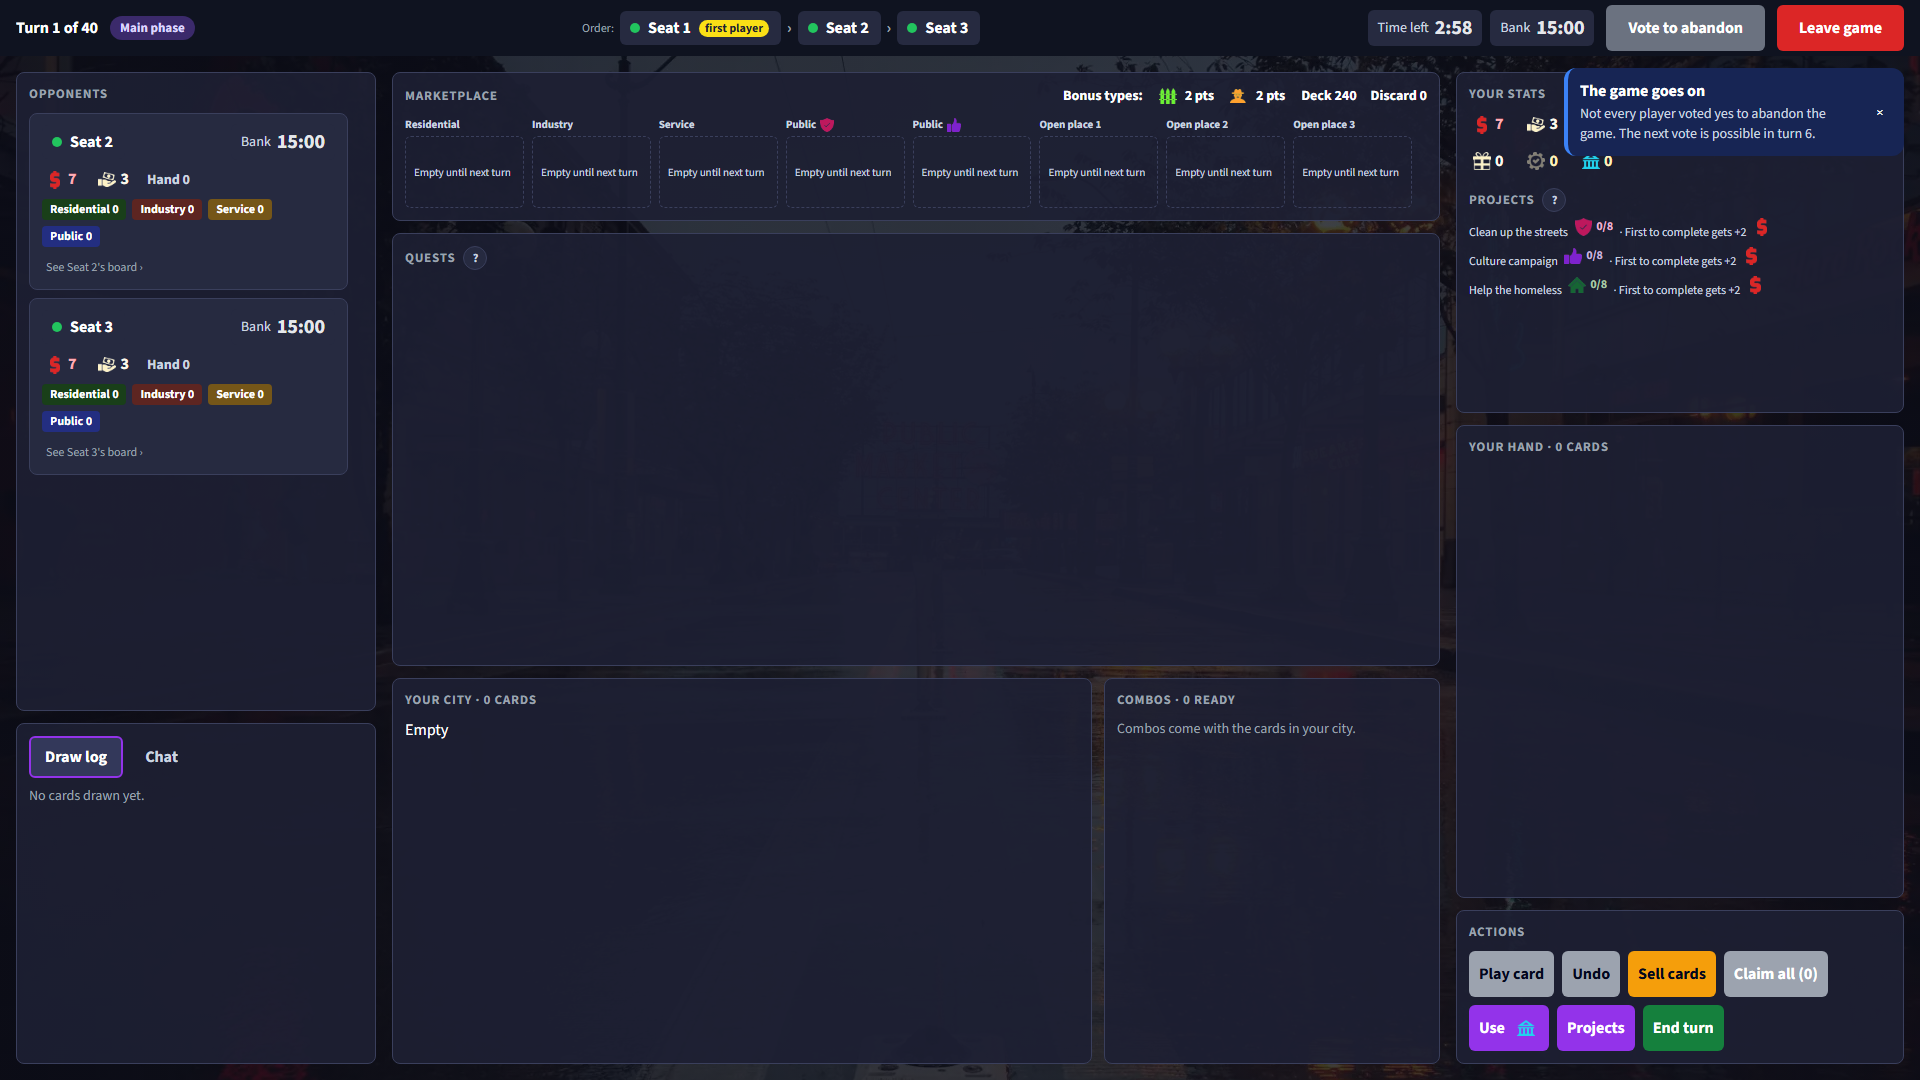 Turn 1 of 40 Main phase Order: Seat 1 first player › Seat 2 › Seat 3 Time left 2:58 Bank 15:00 Vote to abandon Leave game
OPPONENTS
Seat 2 Bank 15:00
7 3 Hand 0
Residential 0 Industry 0 Service 0
Public 0
See Seat 2's board ›
Seat 3 Bank 15:00
7 3 Hand 0
Residential 0 Industry 0 Service 0
Public 0
See Seat 3's board ›
Draw log Chat
No cards drawn yet.
MARKETPLACE Bonus types: 2 pts 2 pts Deck 240 Discard 0
Residential Industry Service Public Public Open place 1 Open place 2 Open place 3
Empty until next turn Empty until next turn Empty until next turn Empty until next turn Empty until next turn Empty until next turn Empty until next turn Empty until next turn
QUESTS ?
YOUR CITY · 0 CARDS
Empty
COMBOS · 0 READY
Combos come with the cards in your city.
YOUR STATS
$ 7 3
0 0 0
The game goes on
Not every player voted yes to abandon the
game. The next vote is possible in turn 6.
×
PROJECTS ?
Clean up the streets 0/8 · First to complete gets +2 $
Culture campaign 0/8 · First to complete gets +2 $
Help the homeless 0/8 · First to complete gets +2 $
YOUR HAND · 0 CARDS
ACTIONS
Play card Undo Sell cards Claim all (0)
Use Projects End turn